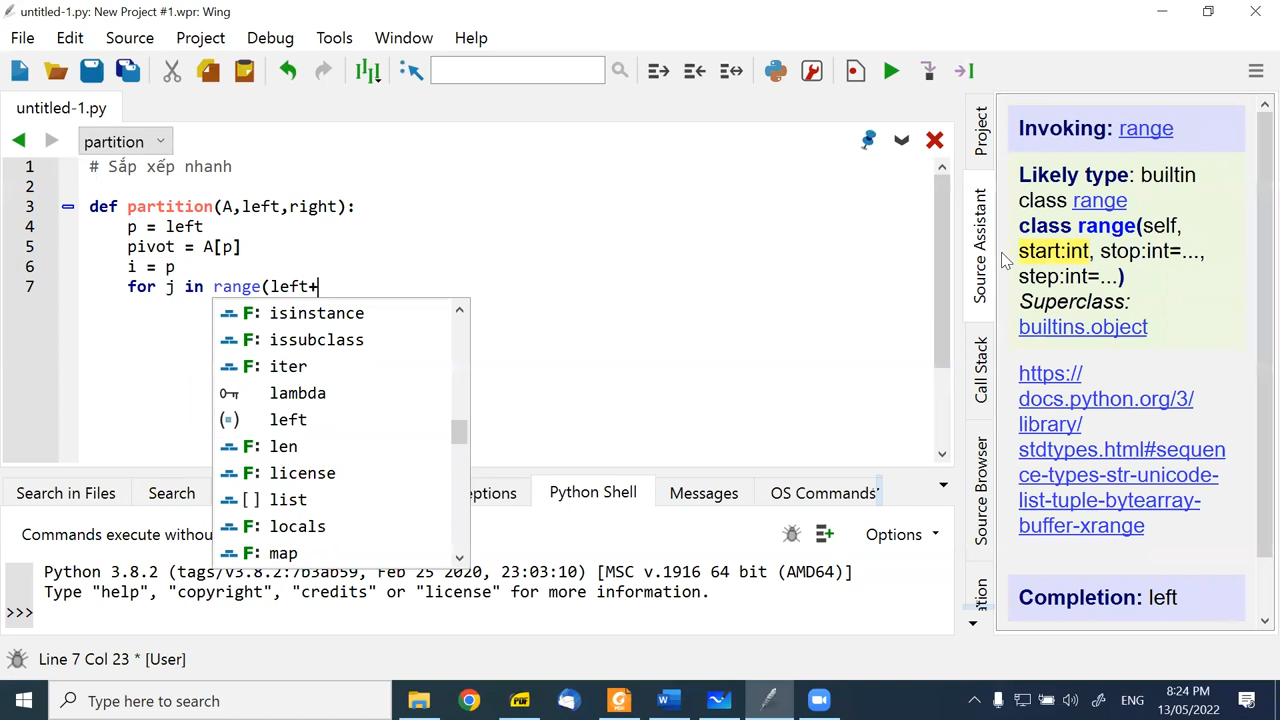 untitled-1.py: New Project #1.wpr: Wing
File Edit Source Project Debug Tools Window Help
untitled-1.py
partition
1 # Sắp xếp nhanh
2
3 def partition(A,left,right):
4 p = left
5 pivot = A[p]
6 i = p
7 for j in range(left+
F: isinstance
F: issubclass
F: iter
lambda
left
F: len
F: license
[] list
F: locals
F: map
Project
Source Assistant
Call Stack
Source Browser
Invoking: range
Likely type: builtin
class range
class range(self,
start:int, stop:int=...,
step:int=...)
Superclass:
builtins.object
https://
docs.python.org/3/
library/
stdtypes.html#sequen
ce-types-str-unicode-
list-tuple-bytearray-
buffer-xrange
Completion: left
Search in Files Search eptions Python Shell Messages OS Commands
Commands execute withou Options
Python 3.8.2 (tags/v3.8.2:7b3ab59, Feb 25 2020, 23:03:10) [MSC v.1916 64 bit (AMD64)]
Type "help", "copyright", "credits" or "license" for more information.
>>>
Line 7 Col 23 * [User]
Type here to search
PDF
ENG
8:24 PM
13/05/2022